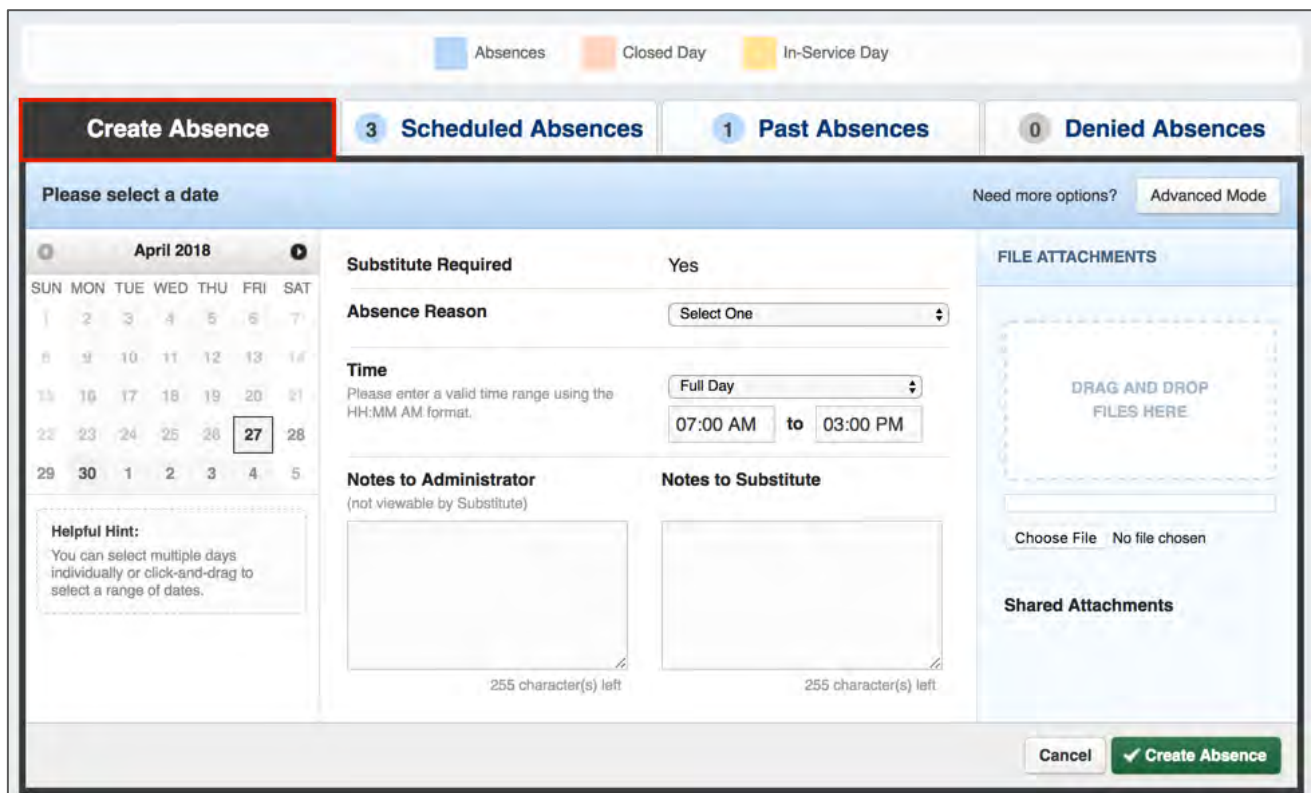 Absences Closed Day In-Service Day
Create Absence 3 Scheduled Absences 1 Past Absences 0 Denied Absences
Please select a date Need more options? Advanced Mode
April 2018
SUN MON TUE WED THU FRI SAT
1 2 3 4 5 6 7
8 9 10 11 12 13 14
15 16 17 18 19 20 21
22 23 24 25 26 27 28
29 30 1 2 3 4 5
Helpful Hint:
You can select multiple days
individually or click-and-drag to
select a range of dates.
Substitute Required Yes
Absence Reason Select One
Time Full Day
Please enter a valid time range using the
HH:MM AM format.
07:00 AM to 03:00 PM
Notes to Administrator Notes to Substitute
(not viewable by Substitute)
255 character(s) left 255 character(s) left
FILE ATTACHMENTS
DRAG AND DROP
FILES HERE
Choose File No file chosen
Shared Attachments
Cancel Create Absence